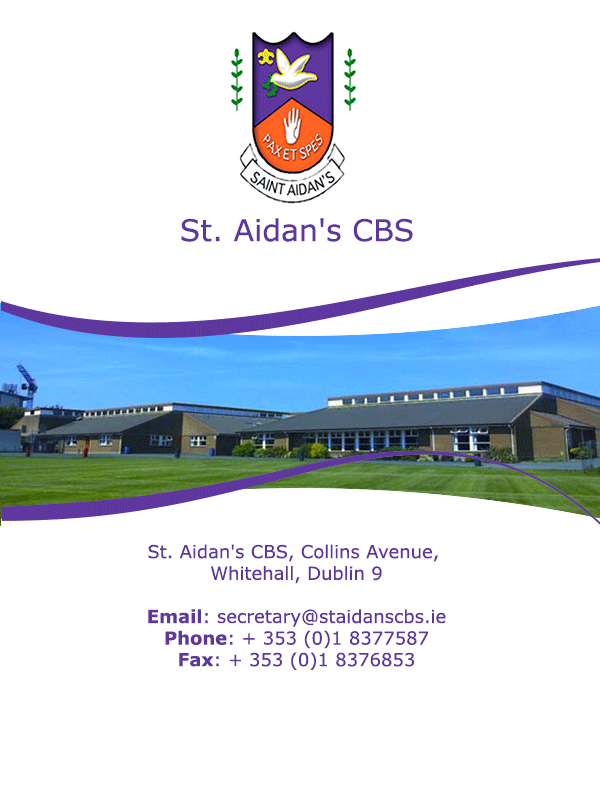 PAX ET SPES
SAINT AIDAN'S
St. Aidan's CBS
St. Aidan's CBS, Collins Avenue,
Whitehall, Dublin 9
Email: secretary@staidanscbs.ie
Phone: + 353 (0)1 8377587
Fax: + 353 (0)1 8376853